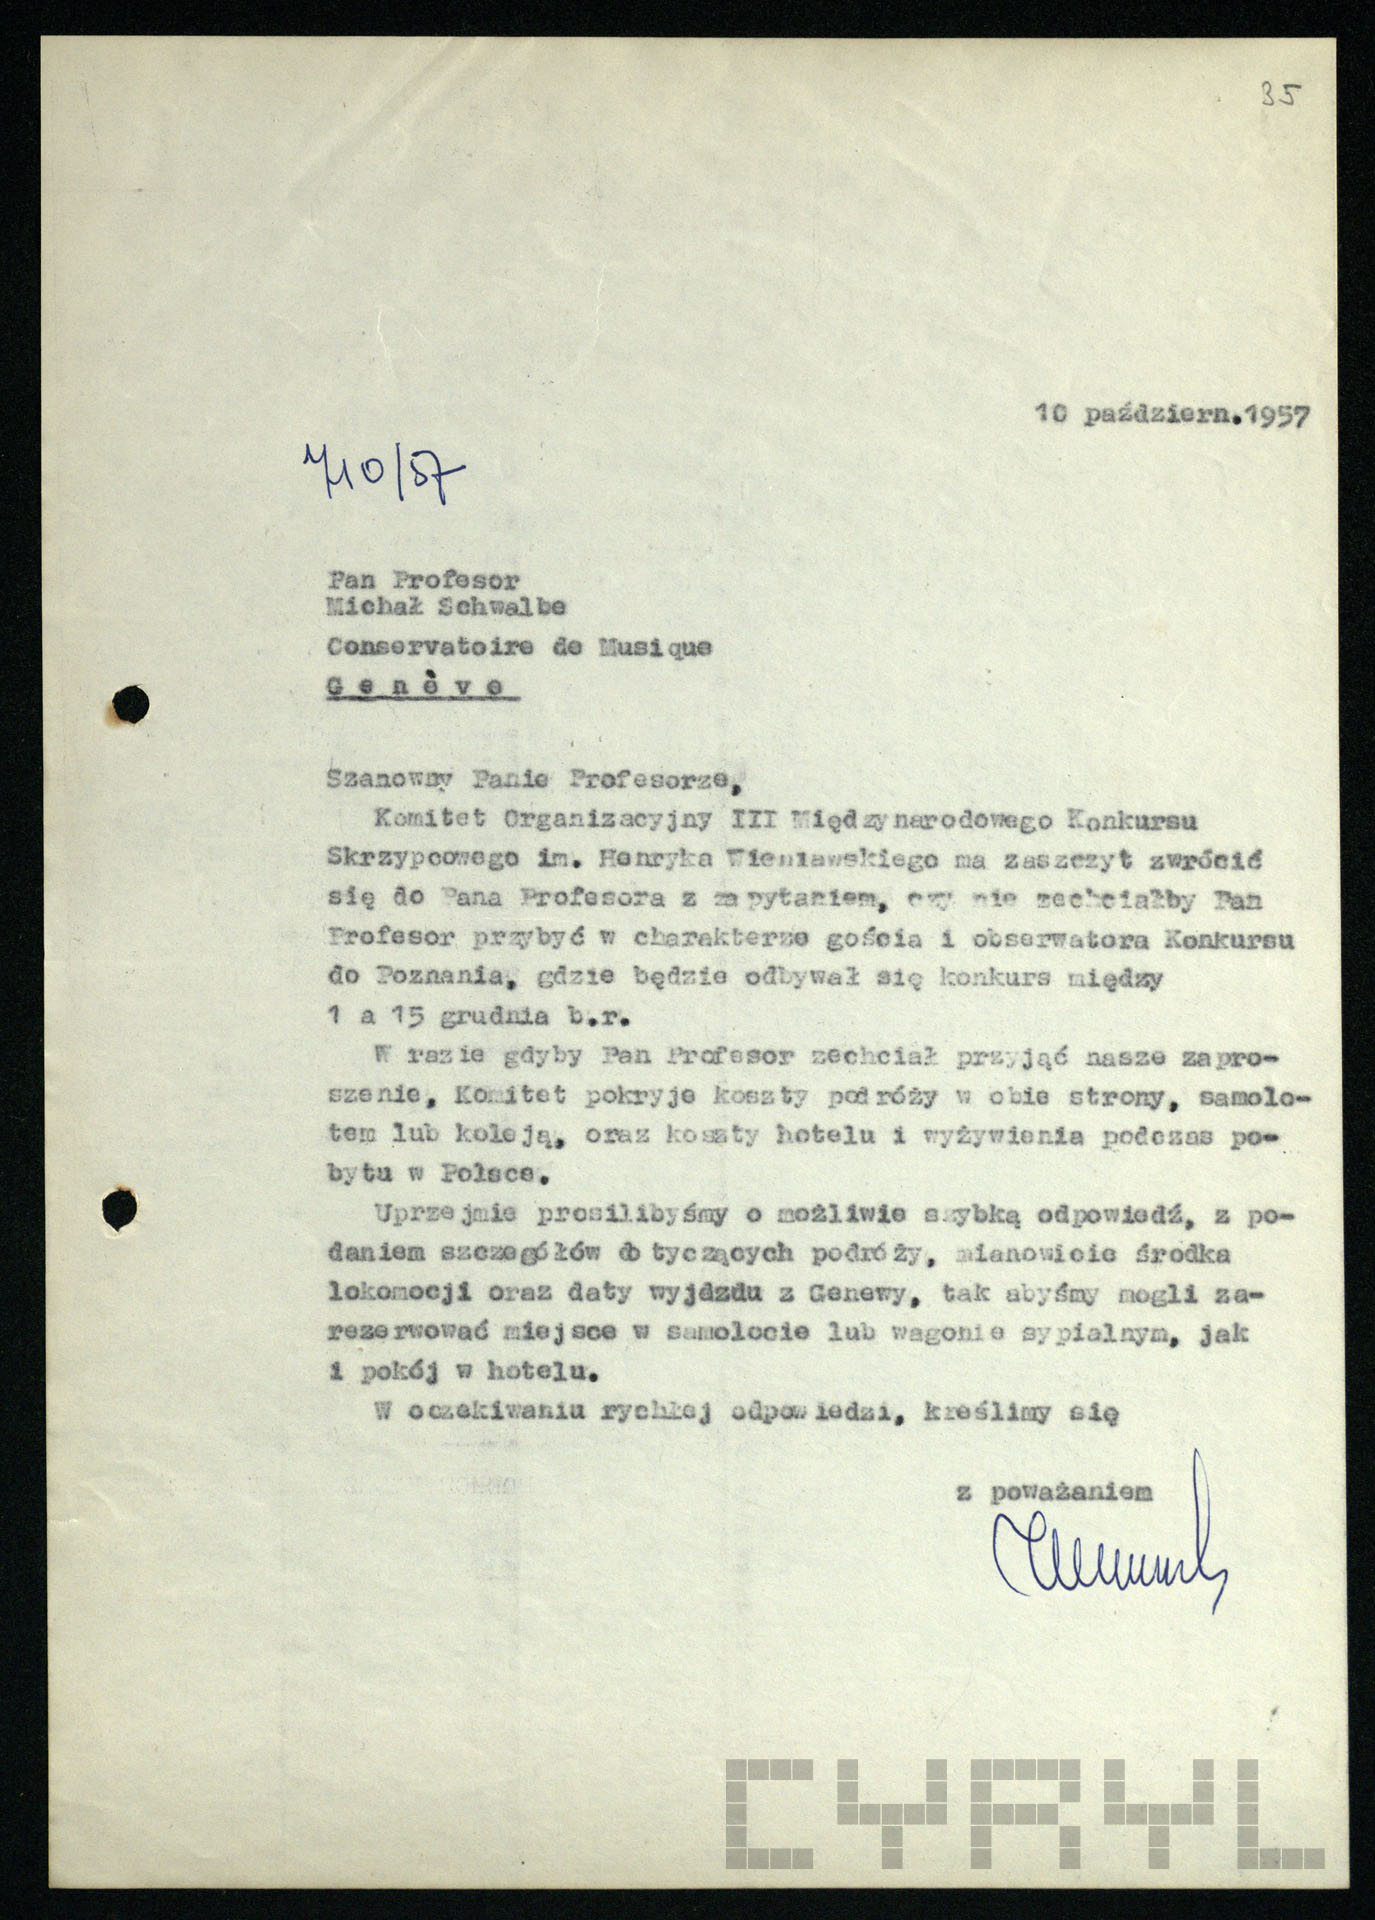 35
10 październ.1957
710/57
Pan Profesor
Michał Schwalbe
Conservatoire de Musique
G e n è v e
Szanowny Panie Profesorze,
Komitet Organizacyjny III Międzynarodowego Konkursu
Skrzypcowego im. Henryka Wieniawskiego ma zaszczyt zwrócić
się do Pana Profesora z zapytaniem, czy nie zechciałby Pan
Profesor przybyć w charakterze gościa i obserwatora Konkursu
do Poznania, gdzie będzie odbywał się konkurs między
1 a 15 grudnia b.r.
W razie gdyby Pan Profesor zechciał przyjąć nasze zapro-
szenie, Komitet pokryje koszty podróży w obie strony, samolo-
tem lub koleją, oraz koszty hotelu i wyżywienia podczas po-
bytu w Polsce.
Uprzejmie prosilibyśmy o możliwie szybką odpowiedź, z po-
daniem szczegółów dotyczących podróży, mianowicie środka
lokomocji oraz daty wyjdzdu z Genewy, tak abyśmy mogli za-
rezerwować miejsce w samolocie lub wagonie sypialnym, jak
i pokój w hotelu.
W oczekiwaniu rychłej odpowiedzi, kreślimy się
z poważaniem
CYRYL